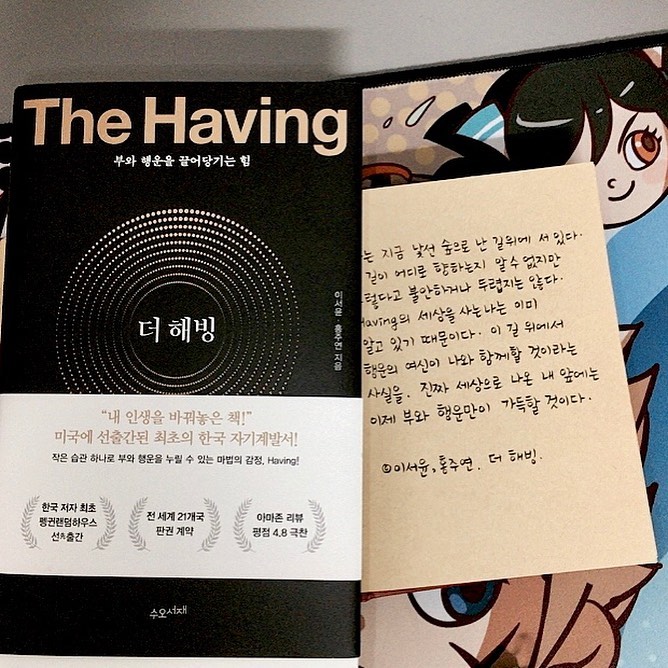 The Having
부와 행운을 끌어당기는 힘
더 해빙
이서윤 · 홍주연 지음
“내 인생을 바꿔놓은 책!”
미국에 선출간된 최초의 한국 자기계발서!
작은 습관 하나로 부와 행운을 누릴 수 있는 마법의 감정, Having!
한국 저자 최초
펭귄랜덤하우스
선출간
전 세계 21개국
판권 계약
아마존 리뷰
평점 4.8 극찬
수오서재
는 지금 낯선 숲으로 난 길위에 서 있다.
길이 어디로 향하는지 알 수 없지만
렇다고 불안하거나 두렵지는 않다.
Having의 세상을 사는 나는 이미
알고 있기 때문이다. 이 길 위에서
행운의 여신이 나와 함께할 것이라는
사실을. 진짜 세상으로 나온 내 앞에는
이제 부와 행운만이 가득할 것이다.
©이서윤, 홍주연. 더 해빙.